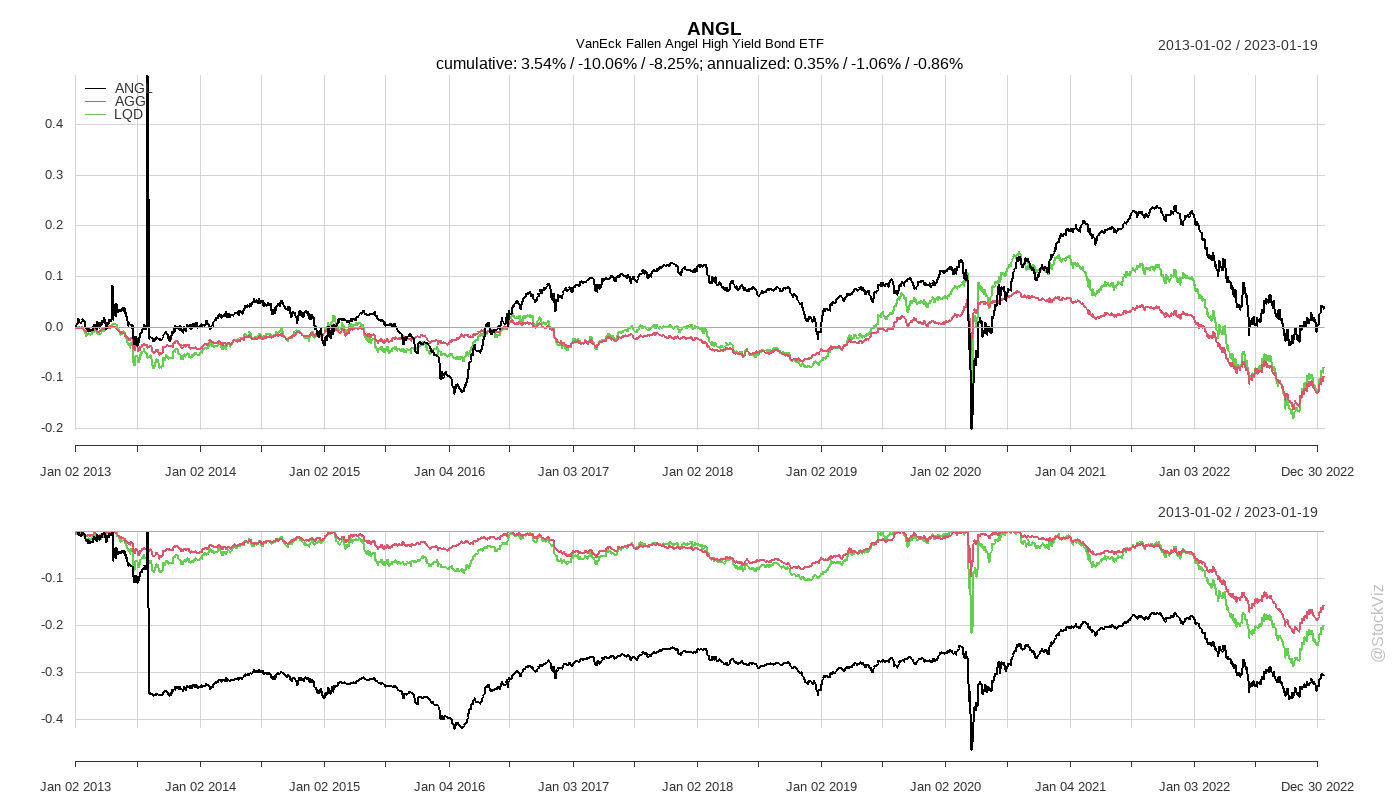 ANGL
VanEck Fallen Angel High Yield Bond ETF
2013-01-02 / 2023-01-19
cumulative: 3.54% / -10.06% / -8.25%; annualized: 0.35% / -1.06% / -0.86%
ANGL
AGG
LQD
0.4
0.3
0.2
0.1
0.0
-0.1
-0.2
Jan 02 2013 Jan 02 2014 Jan 02 2015 Jan 04 2016 Jan 03 2017 Jan 02 2018 Jan 02 2019 Jan 02 2020 Jan 04 2021 Jan 03 2022 Dec 30 2022
2013-01-02 / 2023-01-19
-0.1
-0.2
-0.3
-0.4
Jan 02 2013 Jan 02 2014 Jan 02 2015 Jan 04 2016 Jan 03 2017 Jan 02 2018 Jan 02 2019 Jan 02 2020 Jan 04 2021 Jan 03 2022 Dec 30 2022
@StockViz